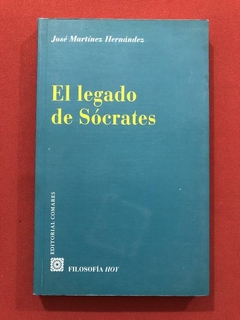 José Martínez Hernández
El legado
de Sócrates
EDITORIAL COMARES
FILOSOFÍA HOY